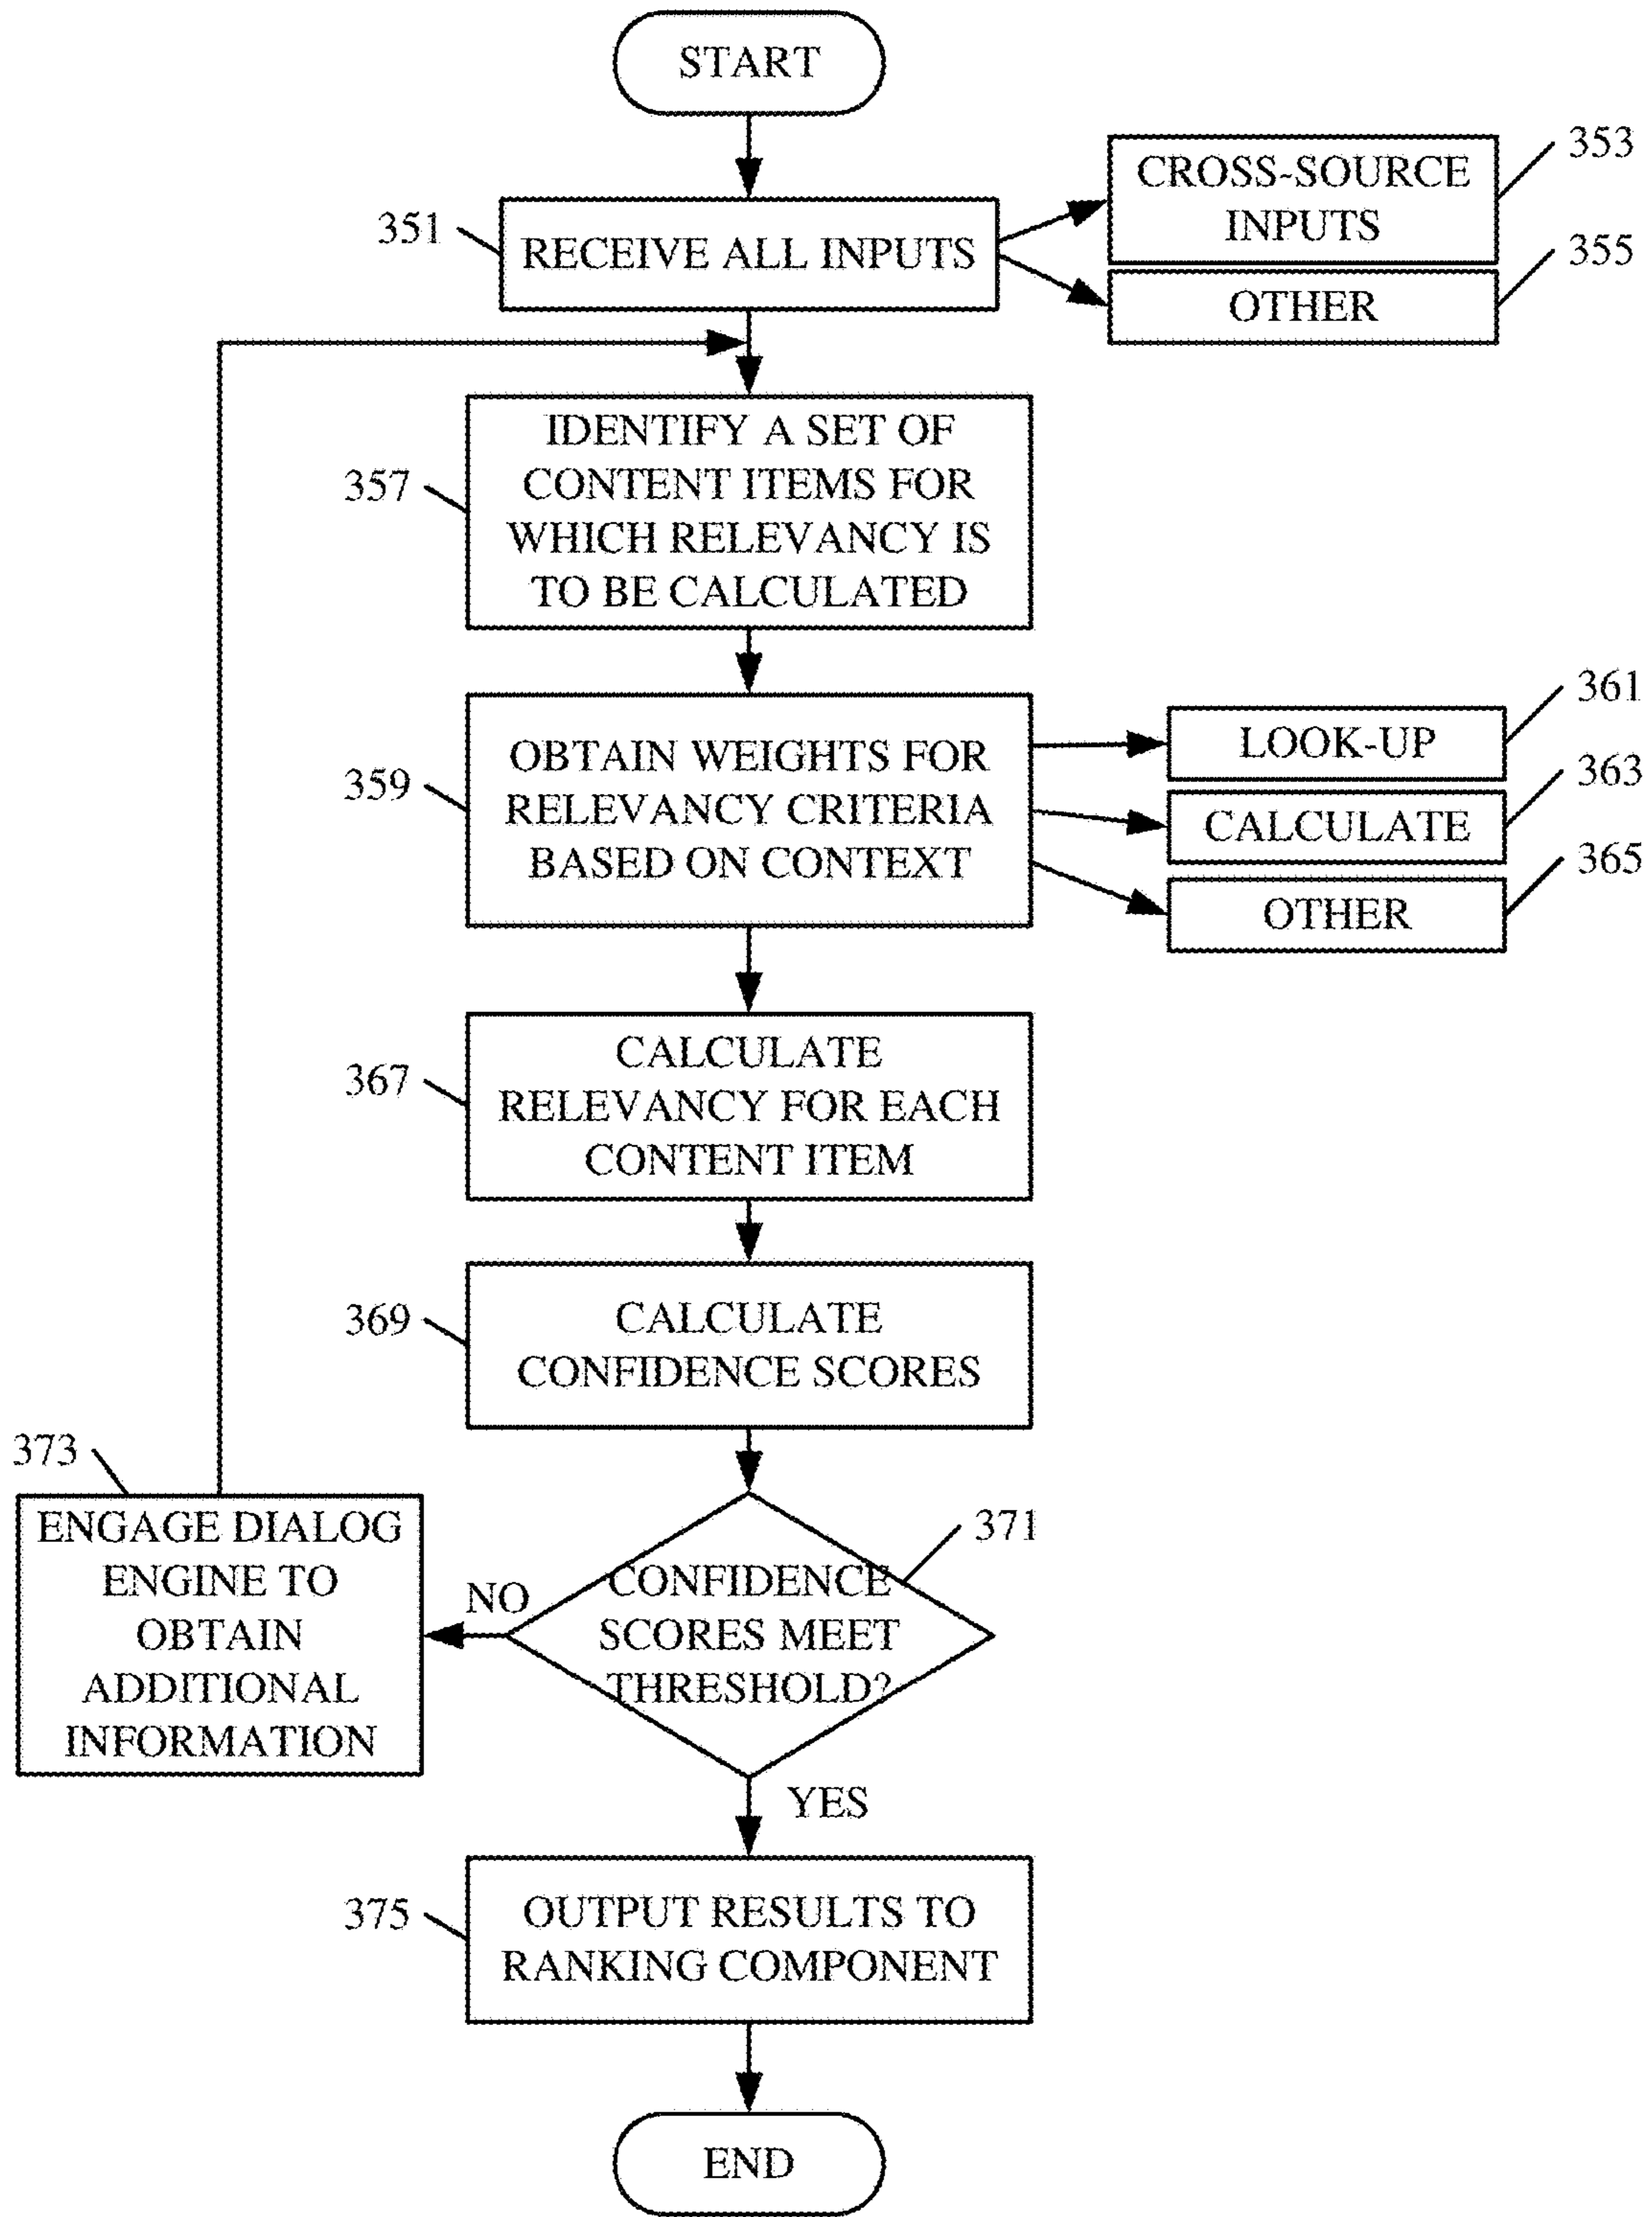 START
353
CROSS-SOURCE
INPUTS
351
RECEIVE ALL INPUTS
355
OTHER
IDENTIFY A SET OF
CONTENT ITEMS FOR
WHICH RELEVANCY IS
TO BE CALCULATED
357
361
LOOK-UP
OBTAIN WEIGHTS FOR
RELEVANCY CRITERIA
BASED ON CONTEXT
359
363
CALCULATE
365
OTHER
CALCULATE
RELEVANCY FOR EACH
CONTENT ITEM
367
369
CALCULATE
CONFIDENCE SCORES
373
ENGAGE DIALOG
ENGINE TO
OBTAIN
ADDITIONAL
INFORMATION
NO
371
CONFIDENCE
SCORES MEET
THRESHOLD?
YES
375
OUTPUT RESULTS TO
RANKING COMPONENT
END